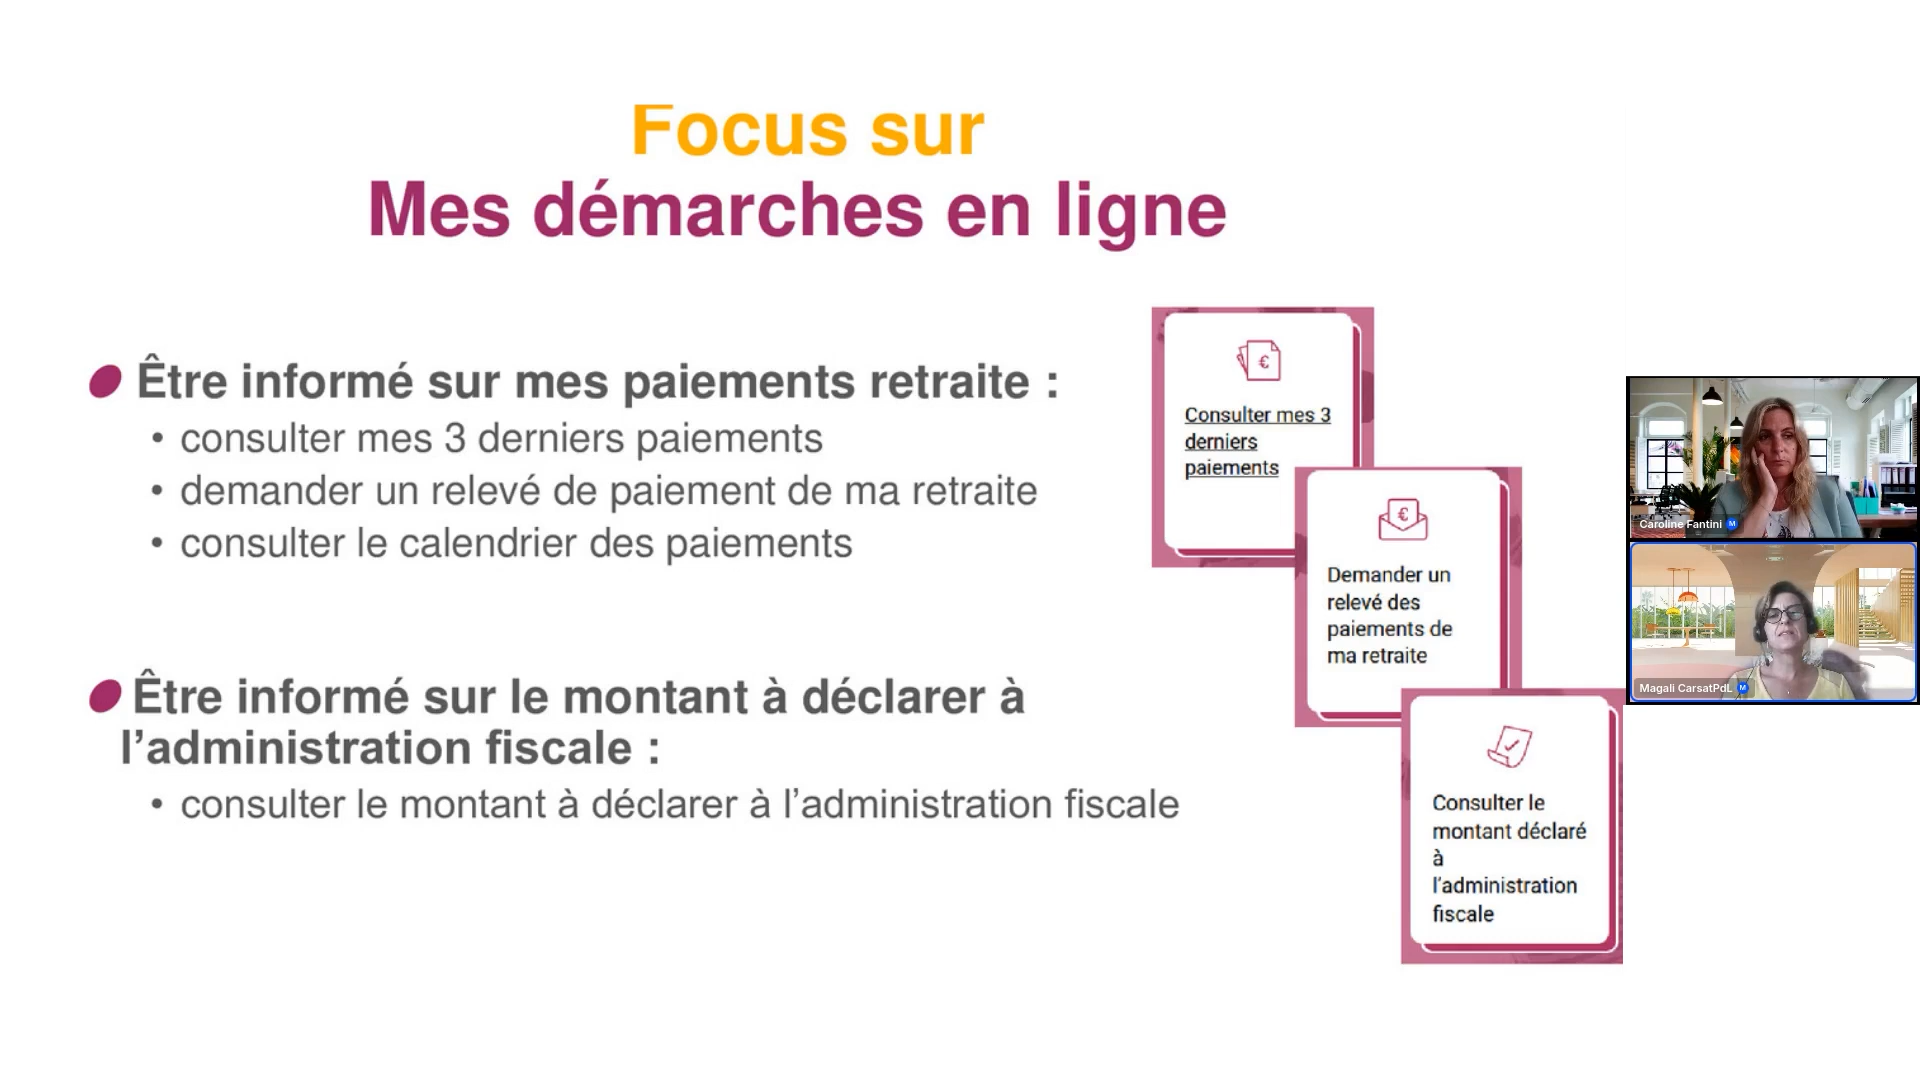 Focus sur
Mes démarches en ligne
Être informé sur mes paiements retraite :
• consulter mes 3 derniers paiements
• demander un relevé de paiement de ma retraite
• consulter le calendrier des paiements
Être informé sur le montant à déclarer à
l’administration fiscale :
• consulter le montant à déclarer à l’administration fiscale
€
Consulter mes 3
derniers
paiements
€
Demander un
relevé des
paiements de
ma retraite
Consulter le
montant déclaré
à
l'administration
fiscale
Caroline Fantini M
Magali CarsatPdL M